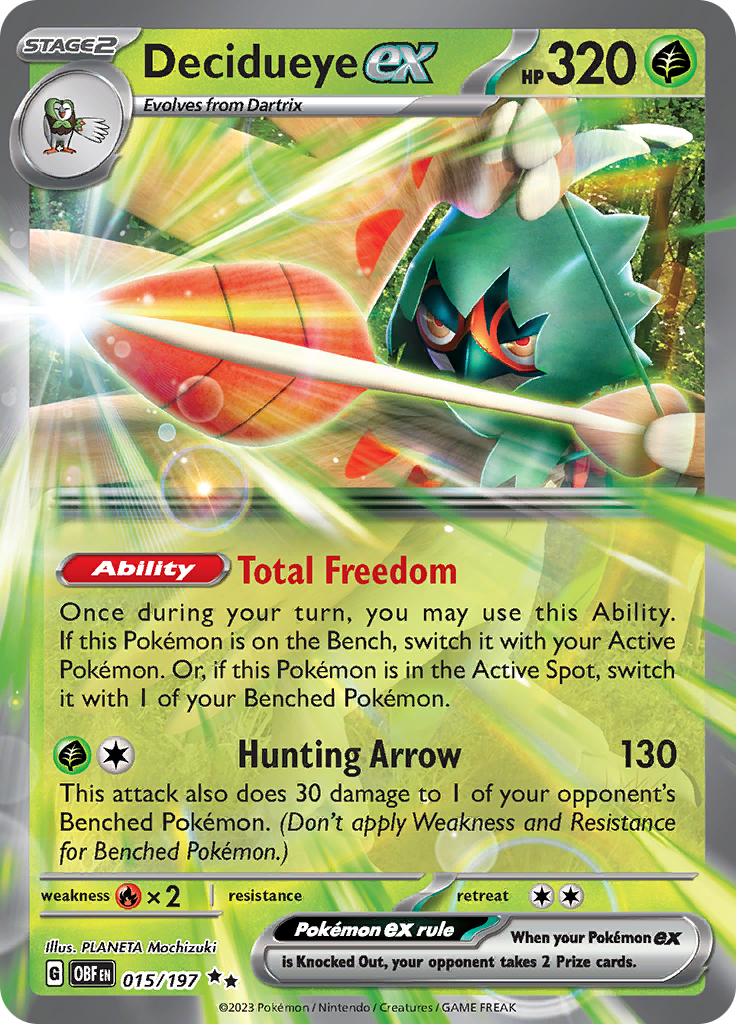 STAGE2
Decidueye ex
HP 320
Evolves from Dartrix
Ability Total Freedom
Once during your turn, you may use this Ability.
If this Pokémon is on the Bench, switch it with your Active
Pokémon. Or, if this Pokémon is in the Active Spot, switch
it with 1 of your Benched Pokémon.
Hunting Arrow 130
This attack also does 30 damage to 1 of your opponent's
Benched Pokémon. (Don't apply Weakness and Resistance
for Benched Pokémon.)
weakness ×2 resistance retreat
Illus. PLANETA Mochizuki
Pokémon ex rule
When your Pokémon ex
is Knocked Out, your opponent takes 2 Prize cards.
G OBF EN 015/197
©2023 Pokémon / Nintendo / Creatures / GAME FREAK